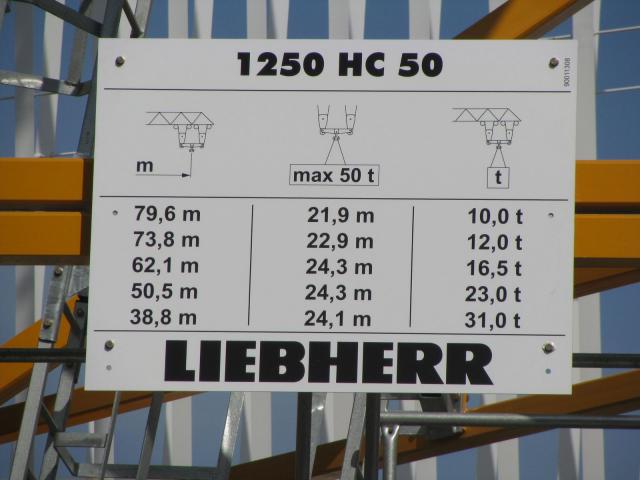 1250 HC 50
90011308
m
max 50 t
t
79,6 m 21,9 m 10,0 t
73,8 m 22,9 m 12,0 t
62,1 m 24,3 m 16,5 t
50,5 m 24,3 m 23,0 t
38,8 m 24,1 m 31,0 t
LIEBHERR